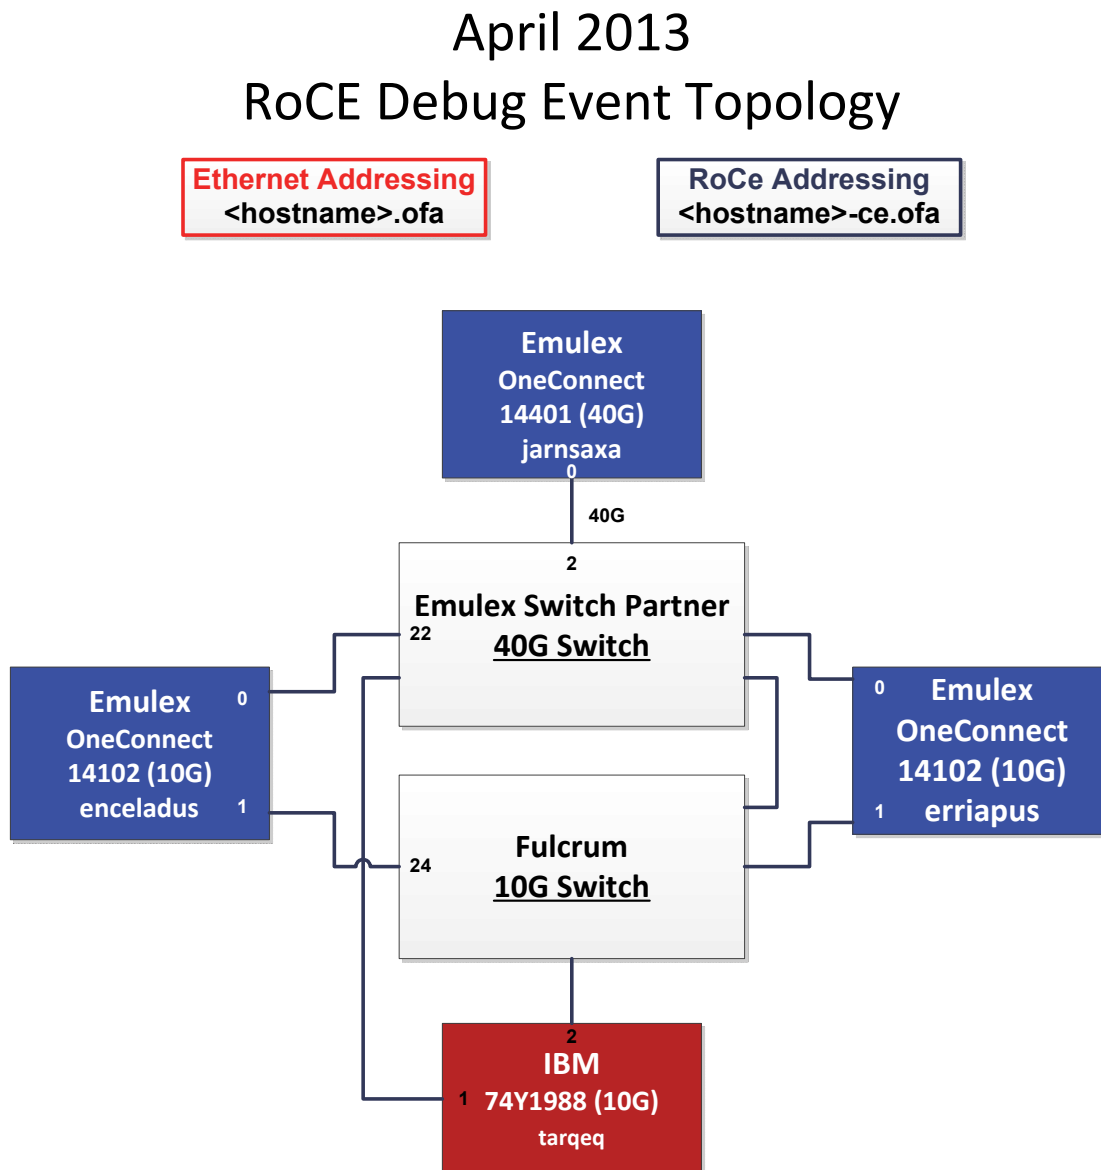 April 2013
RoCE Debug Event Topology
Ethernet Addressing
<hostname>.ofa
RoCe Addressing
<hostname>-ce.ofa
Emulex
OneConnect
14401 (40G)
jarnsaxa
0
40G
2
Emulex Switch Partner
22
40G Switch
Emulex
0
OneConnect
14102 (10G)
enceladus
1
0
Emulex
OneConnect
14102 (10G)
1
erriapus
Fulcrum
24
10G Switch
2
IBM
1
74Y1988 (10G)
tarqeq